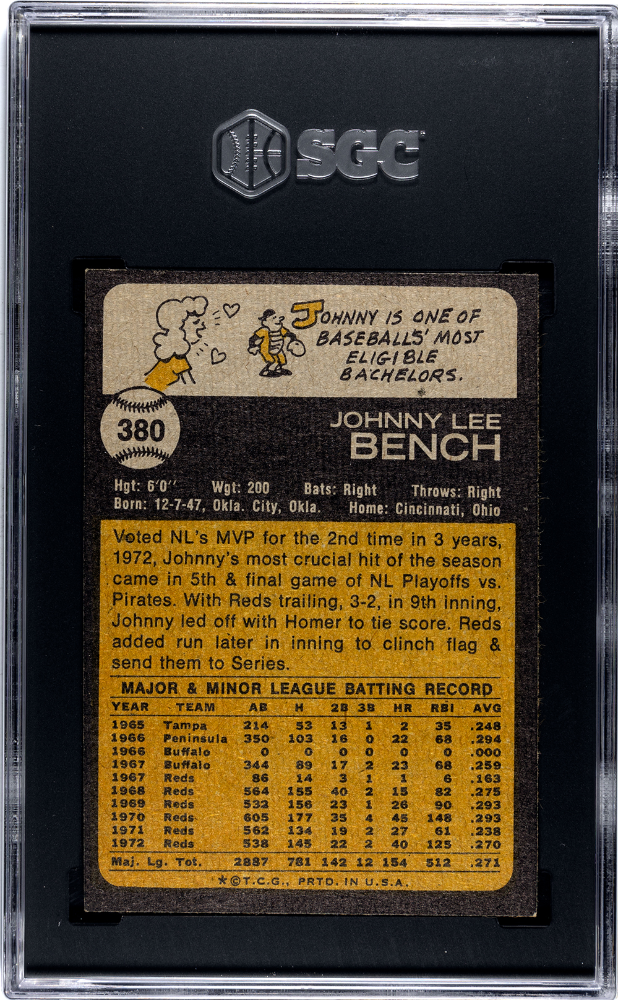 SGC
JOHNNY IS ONE OF
BASEBALLS' MOST
ELIGIBLE
BACHELORS.
380
JOHNNY LEE
BENCH
Hgt: 6'0'' Wgt: 200 Bats: Right Throws: Right
Born: 12-7-47, Okla. City, Okla. Home: Cincinnati, Ohio
Voted NL's MVP for the 2nd time in 3 years,
1972, Johnny's most crucial hit of the season
came in 5th & final game of NL Playoffs vs.
Pirates. With Reds trailing, 3-2, in 9th inning,
Johnny led off with Homer to tie score. Reds
added run later in inning to clinch flag &
send them to Series.
MAJOR & MINOR LEAGUE BATTING RECORD
YEAR TEAM AB H 2B 3B HR RBI AVG
1965 Tampa 214 53 13 1 2 35 .248
1966 Peninsula 350 103 16 0 22 68 .294
1966 Buffalo 0 0 0 0 0 0 .000
1967 Buffalo 344 89 17 2 23 68 .259
1967 Reds 86 14 3 1 1 6 .163
1968 Reds 564 155 40 2 15 82 .275
1969 Reds 532 156 23 1 26 90 .293
1970 Reds 605 177 35 4 45 148 .293
1971 Reds 562 134 19 2 27 61 .238
1972 Reds 538 145 22 2 40 125 .270
Maj. Lg. Tot. 2887 781 142 12 154 512 .271
★©T.C.G., PRTD. IN U.S.A.